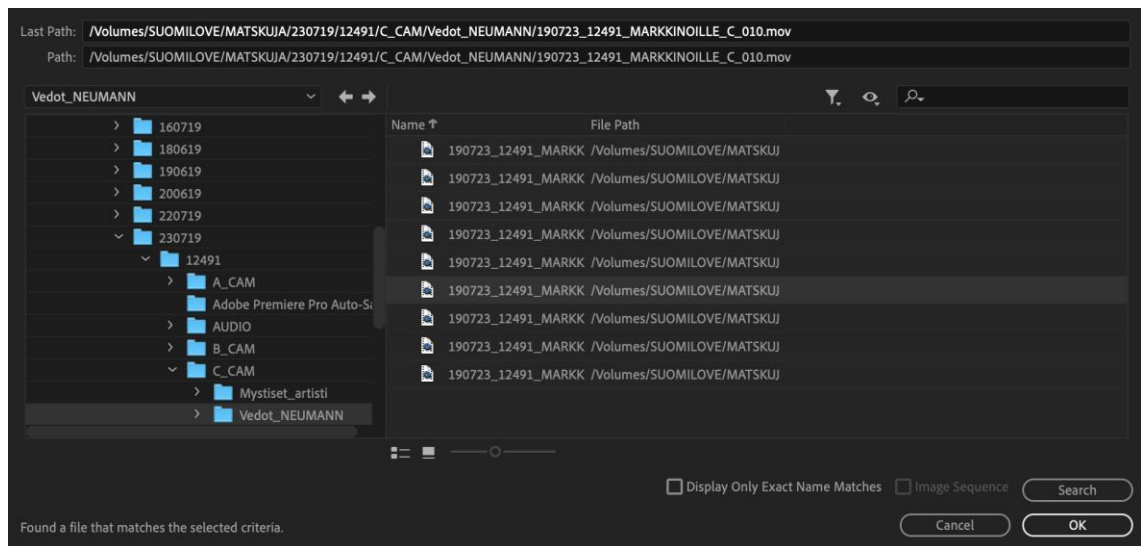 Last Path: /Volumes/SUOMILOVE/MATSKUJA/230719/12491/C_CAM/Vedot_NEUMANN/190723_12491_MARKKINOILLE_C_010.mov
Path: /Volumes/SUOMILOVE/MATSKUJA/230719/12491/C_CAM/Vedot_NEUMANN/190723_12491_MARKKINOILLE_C_010.mov
Vedot_NEUMANN
160719
180619
190619
200619
220719
230719
12491
A_CAM
Adobe Premiere Pro Auto-Sa
AUDIO
B_CAM
C_CAM
Mystiset_artisti
Vedot_NEUMANN
Name File Path
190723_12491_MARKK /Volumes/SUOMILOVE/MATSKUJ
190723_12491_MARKK /Volumes/SUOMILOVE/MATSKUJ
190723_12491_MARKK /Volumes/SUOMILOVE/MATSKUJ
190723_12491_MARKK /Volumes/SUOMILOVE/MATSKUJ
190723_12491_MARKK /Volumes/SUOMILOVE/MATSKUJ
190723_12491_MARKK /Volumes/SUOMILOVE/MATSKUJ
190723_12491_MARKK /Volumes/SUOMILOVE/MATSKUJ
190723_12491_MARKK /Volumes/SUOMILOVE/MATSKUJ
190723_12491_MARKK /Volumes/SUOMILOVE/MATSKUJ
Display Only Exact Name Matches Image Sequence Search
Found a file that matches the selected criteria. Cancel OK